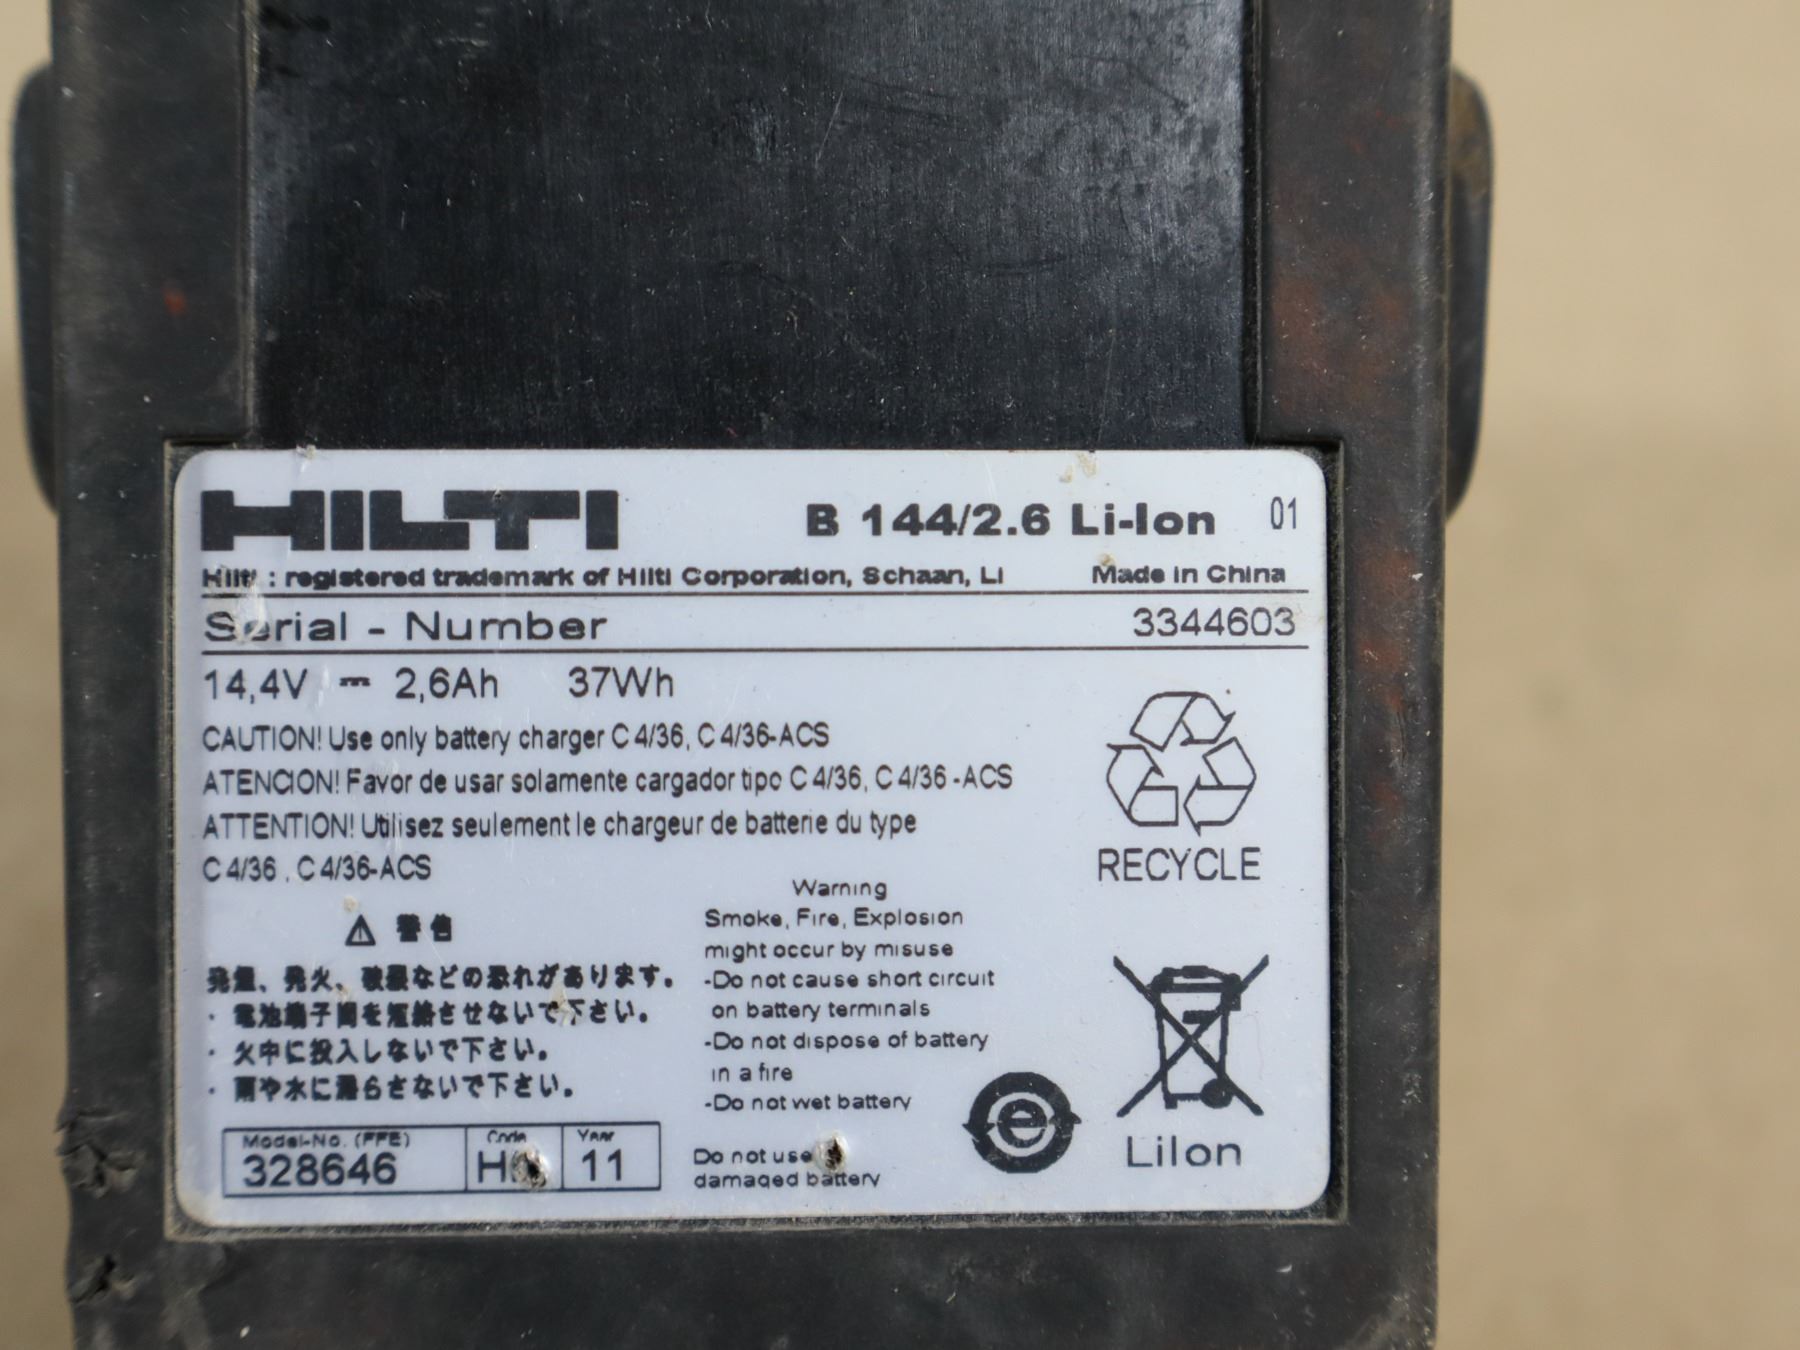 HILTI
B 144/2.6 Li-Ion 01
Hilti : registered trademark of Hilti Corporation, Schaan, Li Made in China
Serial - Number 3344603
14,4V ⎓ 2,6Ah 37Wh
CAUTION! Use only battery charger C 4/36, C 4/36-ACS
ATENCION! Favor de usar solamente cargador tipo C 4/36, C 4/36 -ACS
ATTENTION! Utilisez seulement le chargeur de batterie du type
C 4/36 , C 4/36-ACS
RECYCLE
⚠ 警告
発煙、発火、破裂などの恐れがあります。
・電池端子間を短絡させないで下さい。
・火中に投入しないで下さい。
・雨や水に濡らさないで下さい。
Warning
Smoke, Fire, Explosion
might occur by misuse
-Do not cause short circuit
on battery terminals
-Do not dispose of battery
in a fire
-Do not wet battery
Do not use
damaged battery
e
LiIon
Model-No. (PPE) Code Year
328646 11